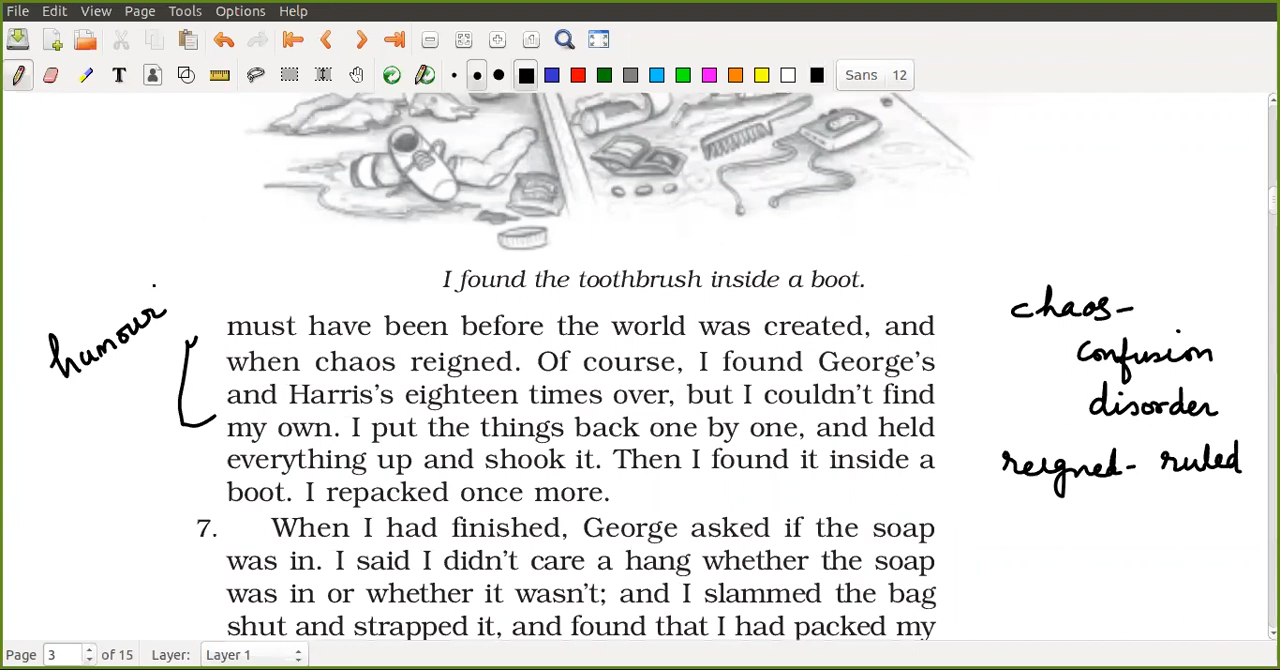 File Edit View Page Tools Options Help
T
Sans 12
I found the toothbrush inside a boot.
humour
must have been before the world was created, and
when chaos reigned. Of course, I found George's
and Harris's eighteen times over, but I couldn't find
my own. I put the things back one by one, and held
everything up and shook it. Then I found it inside a
boot. I repacked once more.
7. When I had finished, George asked if the soap
was in. I said I didn't care a hang whether the soap
was in or whether it wasn't; and I slammed the bag
shut and strapped it, and found that I had packed my
chaos-
confusion
disorder
reigned- ruled
Page 3 of 15 Layer: Layer 1